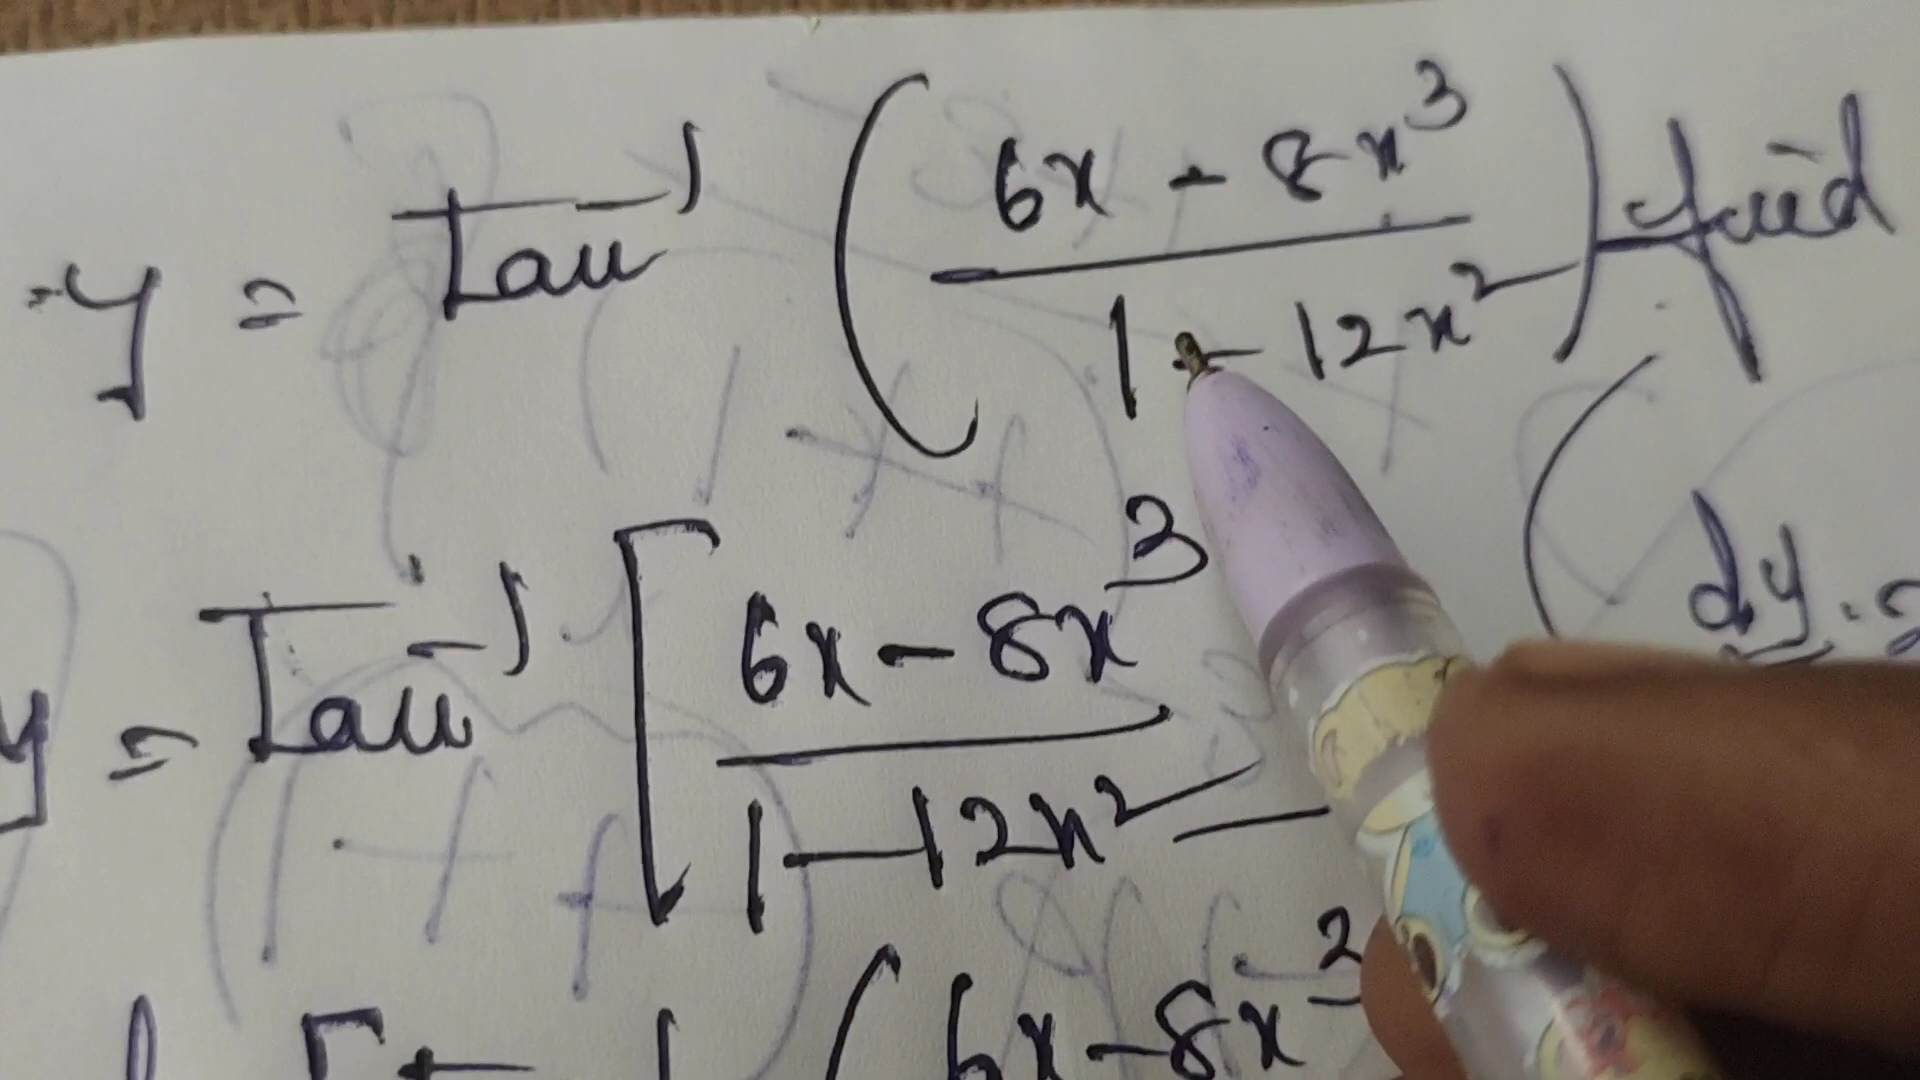 y = Tan⁻¹ ( (6x - 8x³) / (1 - 12x²) ) find
dy
y = Tan⁻¹ [ (6x - 8x³) / (1 - 12x²)
( 6x - 8x³